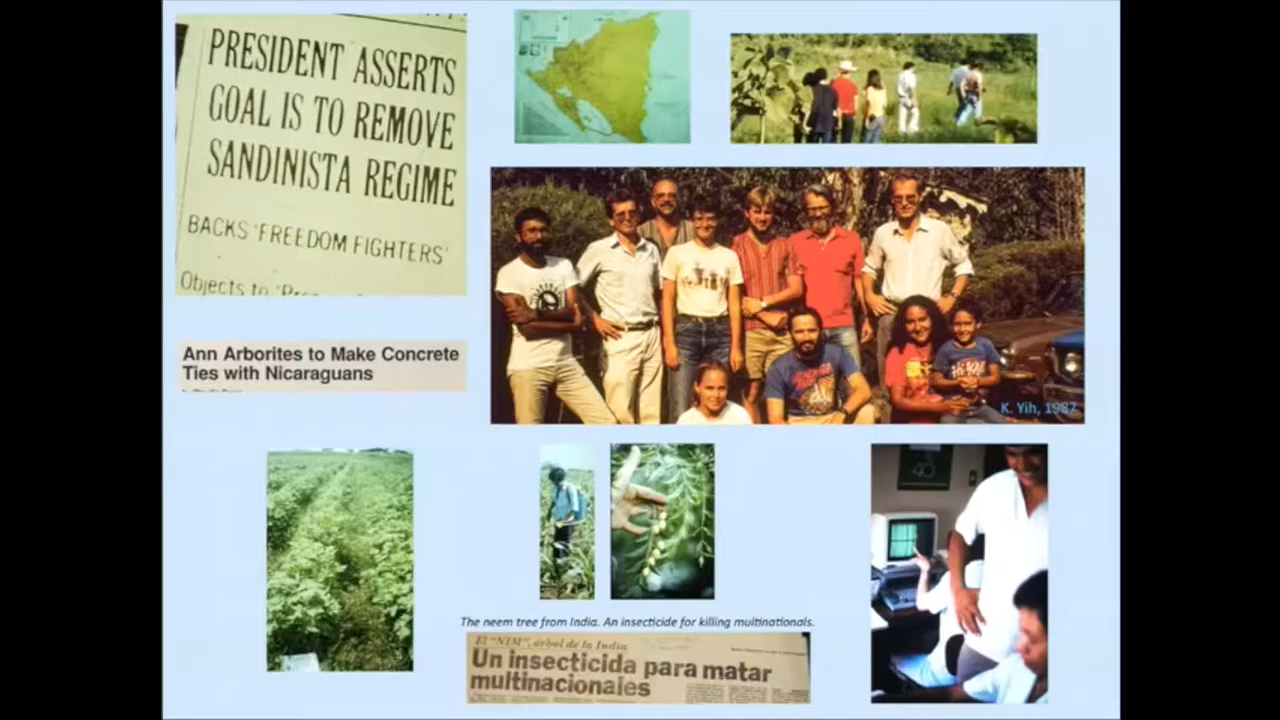 PRESIDENT ASSERTS
GOAL IS TO REMOVE
SANDINISTA REGIME
BACKS 'FREEDOM FIGHTERS'
Objects to
Ann Arborites to Make Concrete
Ties with Nicaraguans
K. Yih, 1987
40
The neem tree from India. An insecticide for killing multinationals.
El "NIM", árbol de la India
Un insecticida para matar
multinacionales